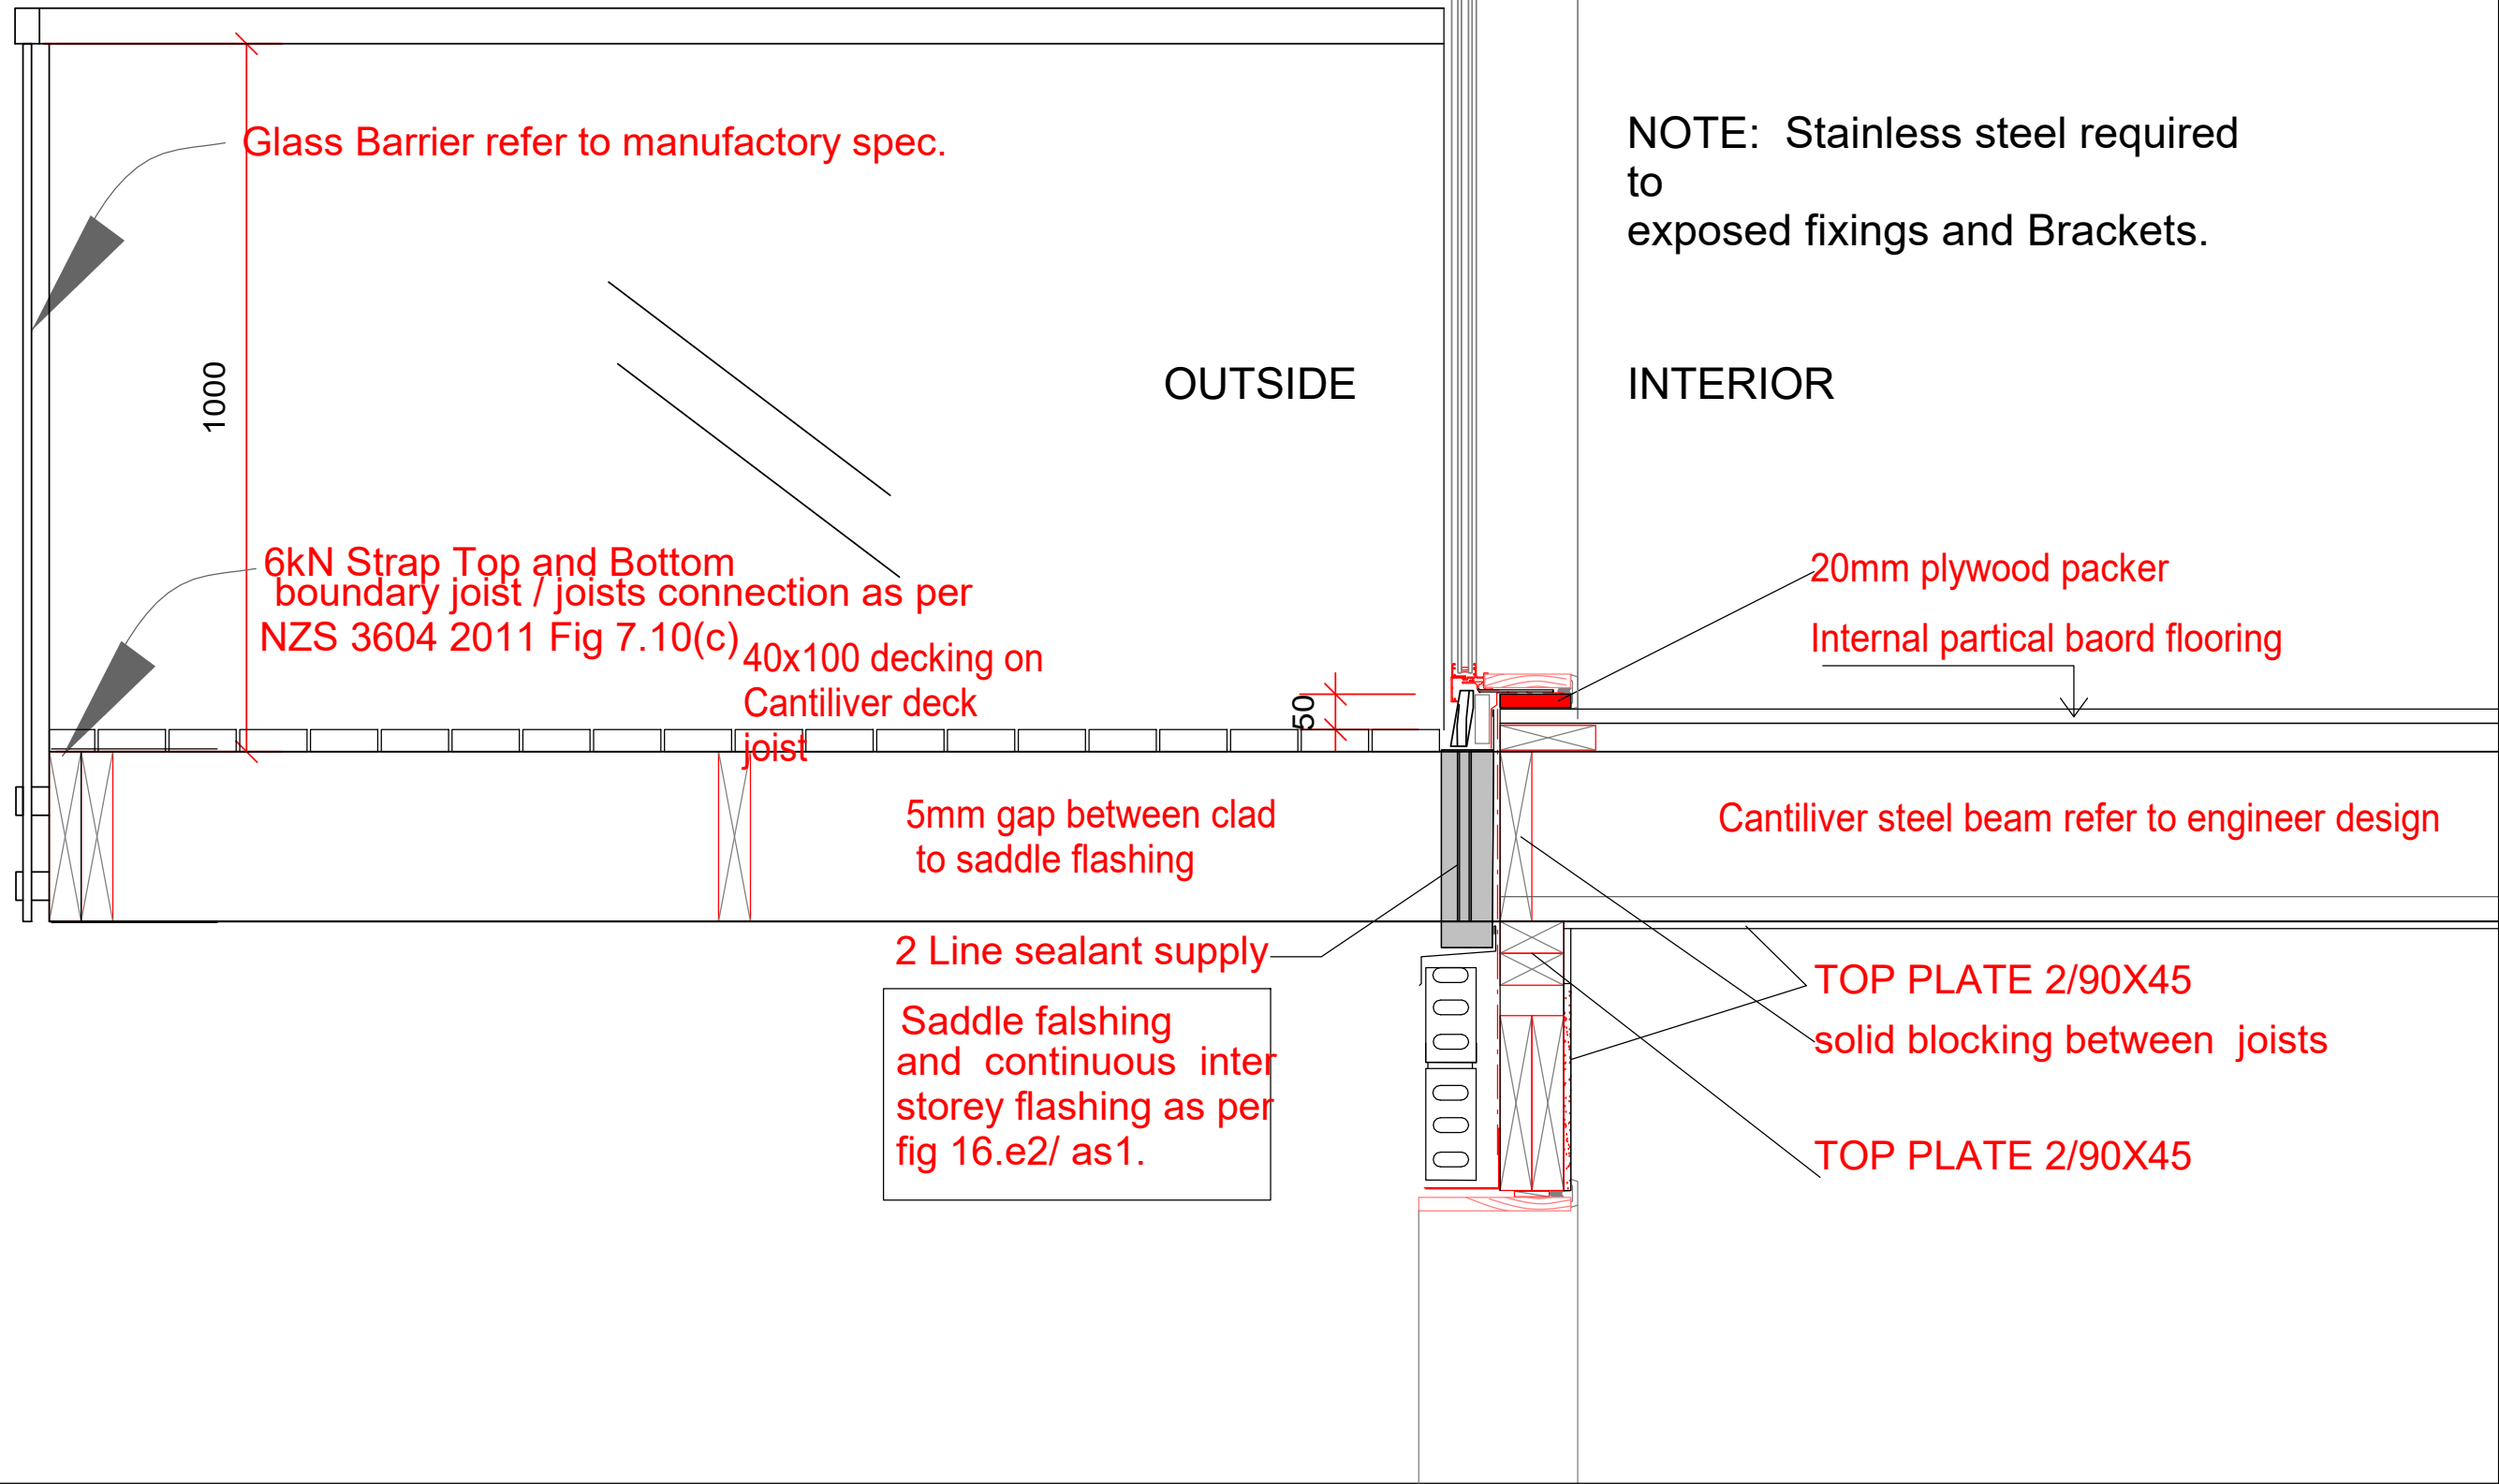 Glass Barrier refer to manufactory spec.
NOTE: Stainless steel required
to
exposed fixings and Brackets.
1000
OUTSIDE
INTERIOR
6kN Strap Top and Bottom
boundary joist / joists connection as per
NZS 3604 2011 Fig 7.10(c)
40x100 decking on
Cantiliver deck
joist
50
20mm plywood packer
Internal partical baord flooring
5mm gap between clad
to saddle flashing
Cantiliver steel beam refer to engineer design
2 Line sealant supply
Saddle falshing
and continuous inter
storey flashing as per
fig 16.e2/ as1.
TOP PLATE 2/90X45
solid blocking between joists
TOP PLATE 2/90X45